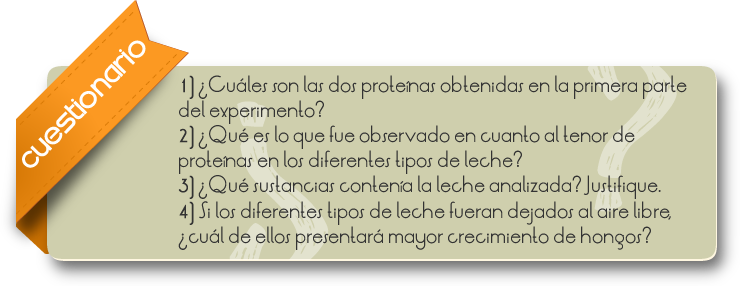 cuestionario
1) ¿Cuáles son las dos proteínas obtenidas en la primera parte
del experimento?
2) ¿Qué es lo que fue observado en cuanto al tenor de
proteínas en los diferentes tipos de leche?
3) ¿Qué sustancias contenía la leche analizada? Justifique.
4) Si los diferentes tipos de leche fueran dejados al aire libre,
¿cuál de ellos presentará mayor crecimiento de hongos?